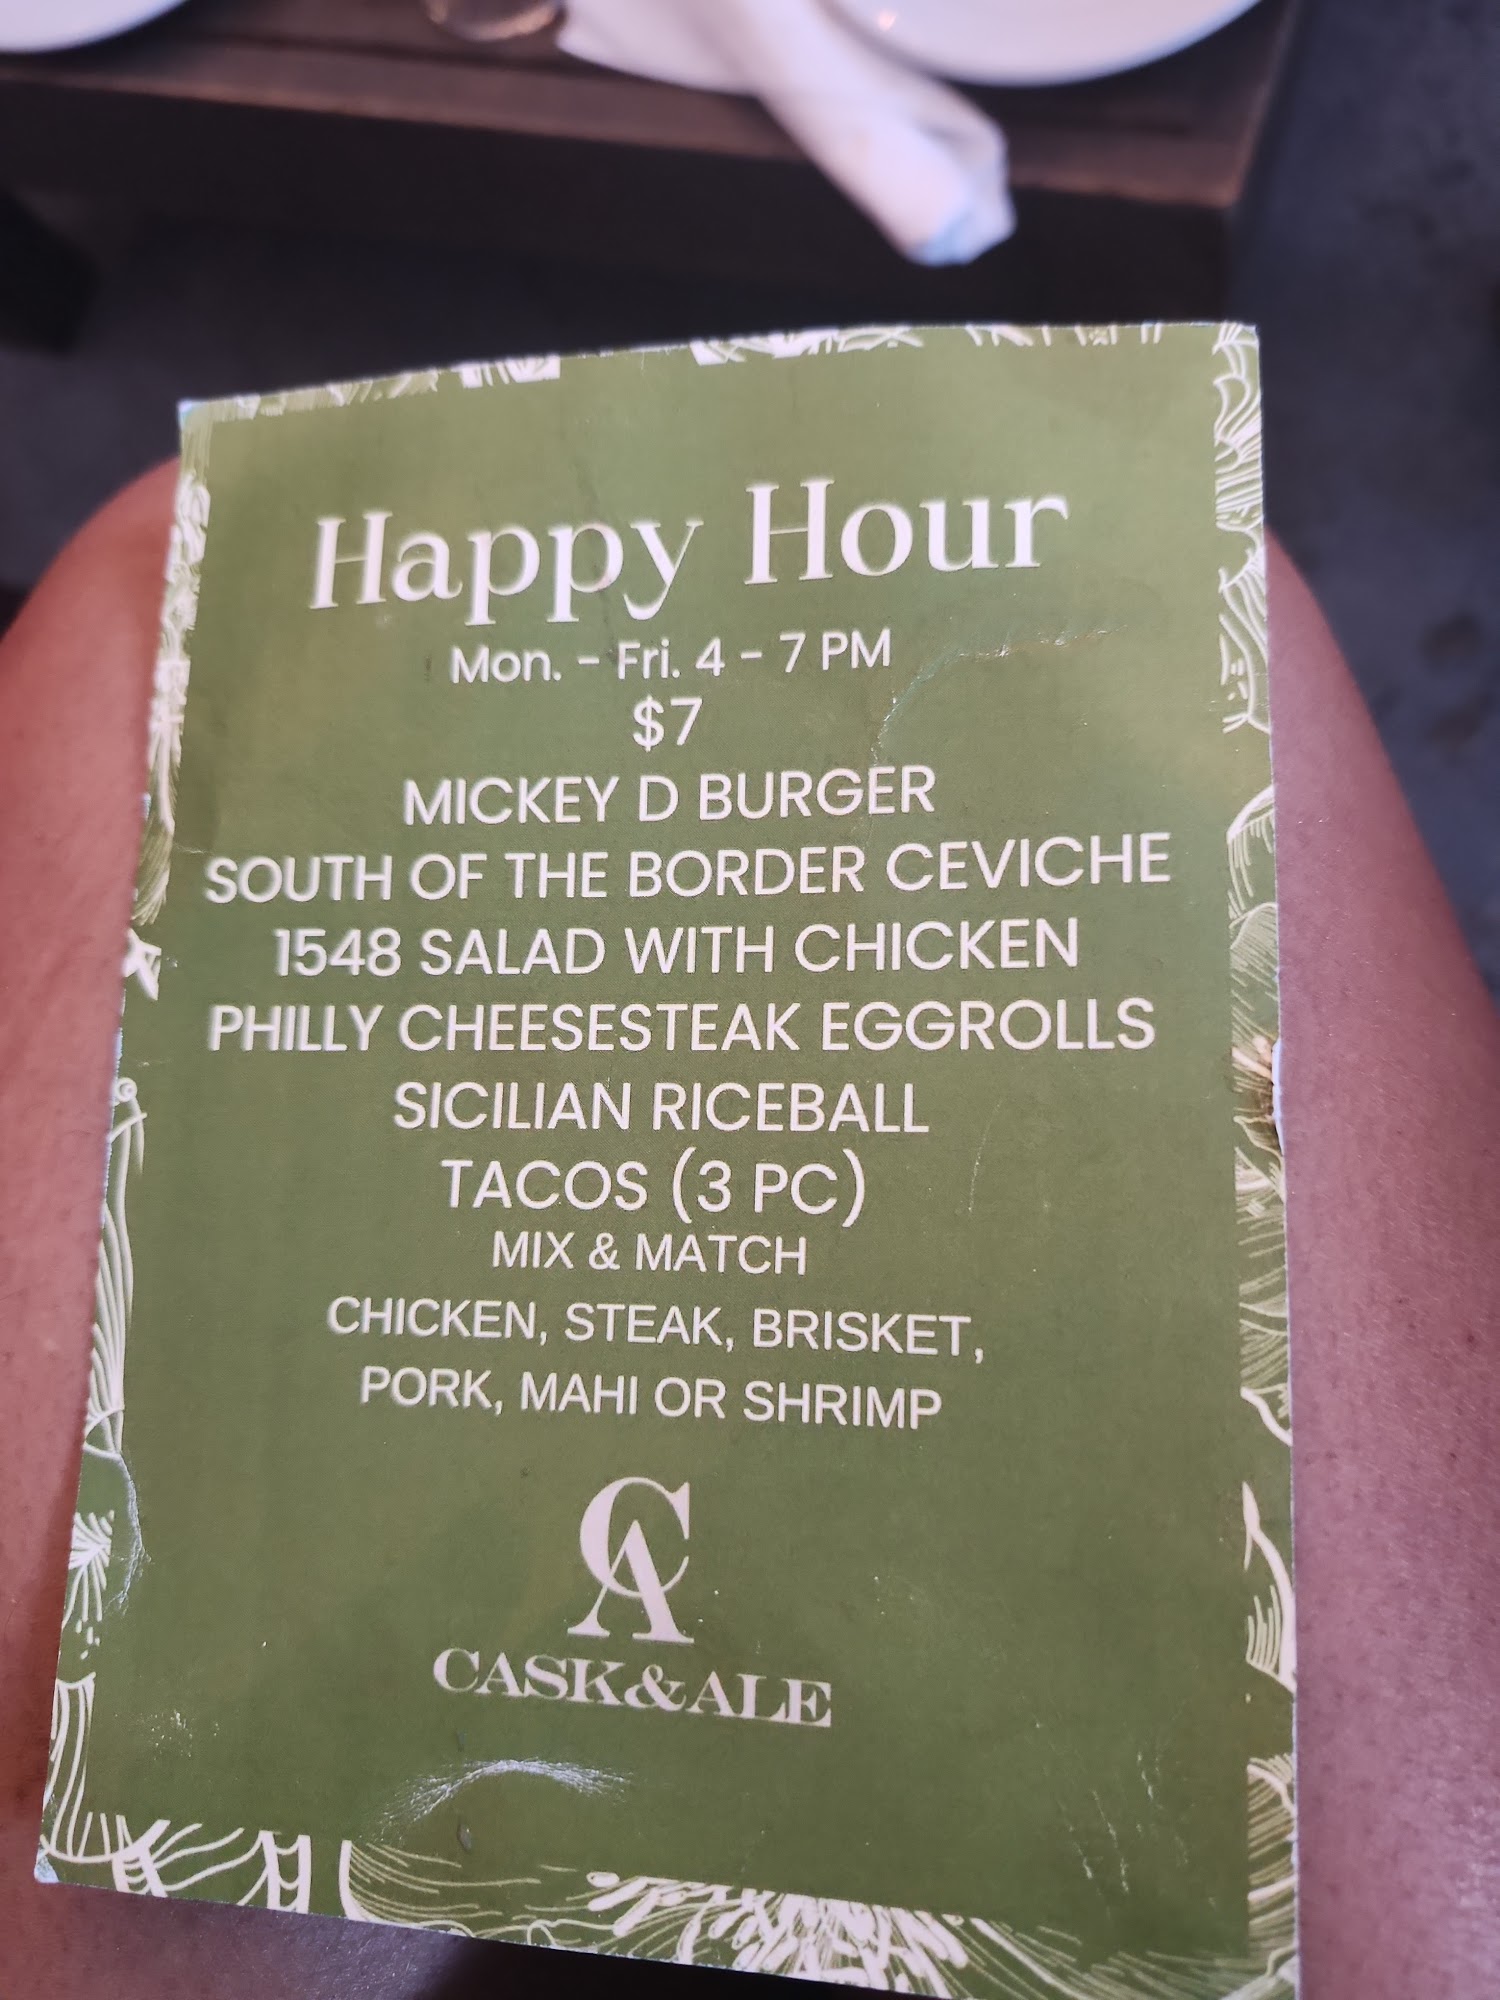 Happy Hour
Mon. - Fri. 4 - 7 PM
$7
MICKEY D BURGER
SOUTH OF THE BORDER CEVICHE
1548 SALAD WITH CHICKEN
PHILLY CHEESESTEAK EGGROLLS
SICILIAN RICEBALL
TACOS (3 PC)
MIX & MATCH
CHICKEN, STEAK, BRISKET,
PORK, MAHI OR SHRIMP
CA
CASK&ALE